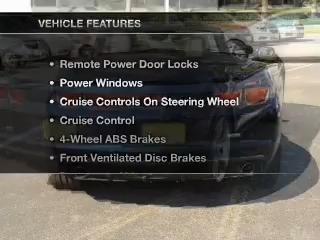 VEHICLE FEATURES
• Remote Power Door Locks
• Power Windows
• Cruise Controls On Steering Wheel
• Cruise Control
• 4-Wheel ABS Brakes
• Front Ventilated Disc Brakes